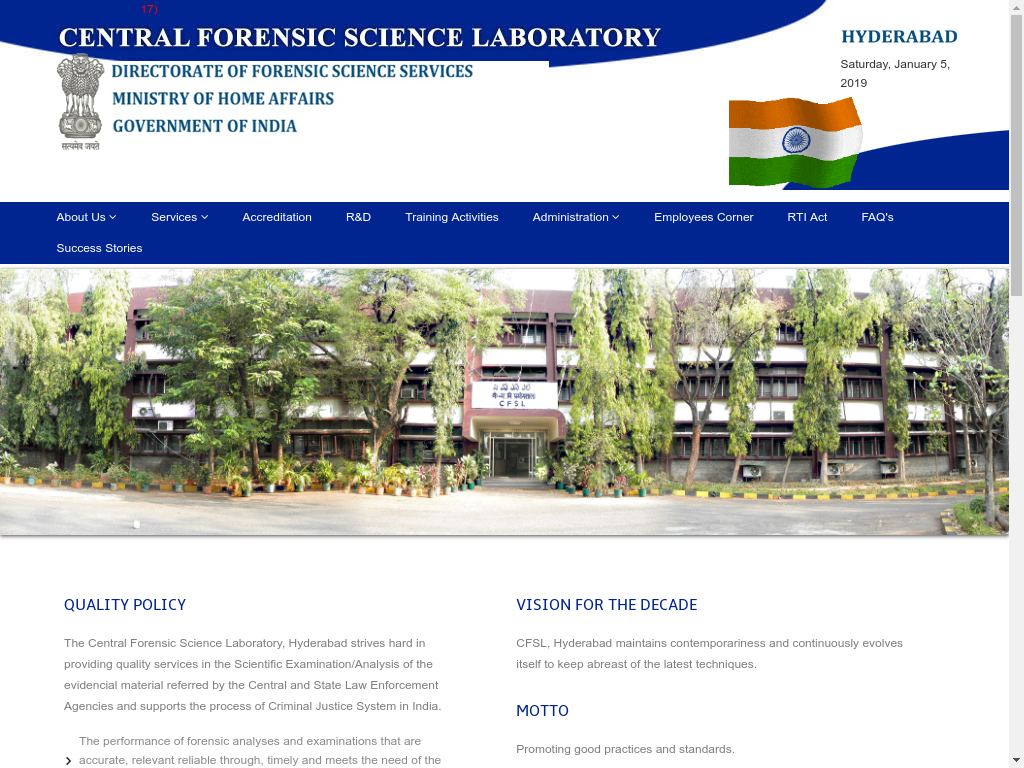 17)
CENTRAL FORENSIC SCIENCE LABORATORY
HYDERABAD
DIRECTORATE OF FORENSIC SCIENCE SERVICES
MINISTRY OF HOME AFFAIRS
GOVERNMENT OF INDIA
सत्यमेव जयते
Saturday, January 5,
2019
About Us
Services
Accreditation
R&D
Training Activities
Administration
Employees Corner
RTI Act
FAQ's
Success Stories
CFSL
QUALITY POLICY
The Central Forensic Science Laboratory, Hyderabad strives hard in
providing quality services in the Scientific Examination/Analysis of the
evidencial material referred by the Central and State Law Enforcement
Agencies and supports the process of Criminal Justice System in India.
The performance of forensic analyses and examinations that are
accurate, relevant reliable through, timely and meets the need of the
VISION FOR THE DECADE
CFSL, Hyderabad maintains contemporariness and continuously evolves
itself to keep abreast of the latest techniques.
MOTTO
Promoting good practices and standards.